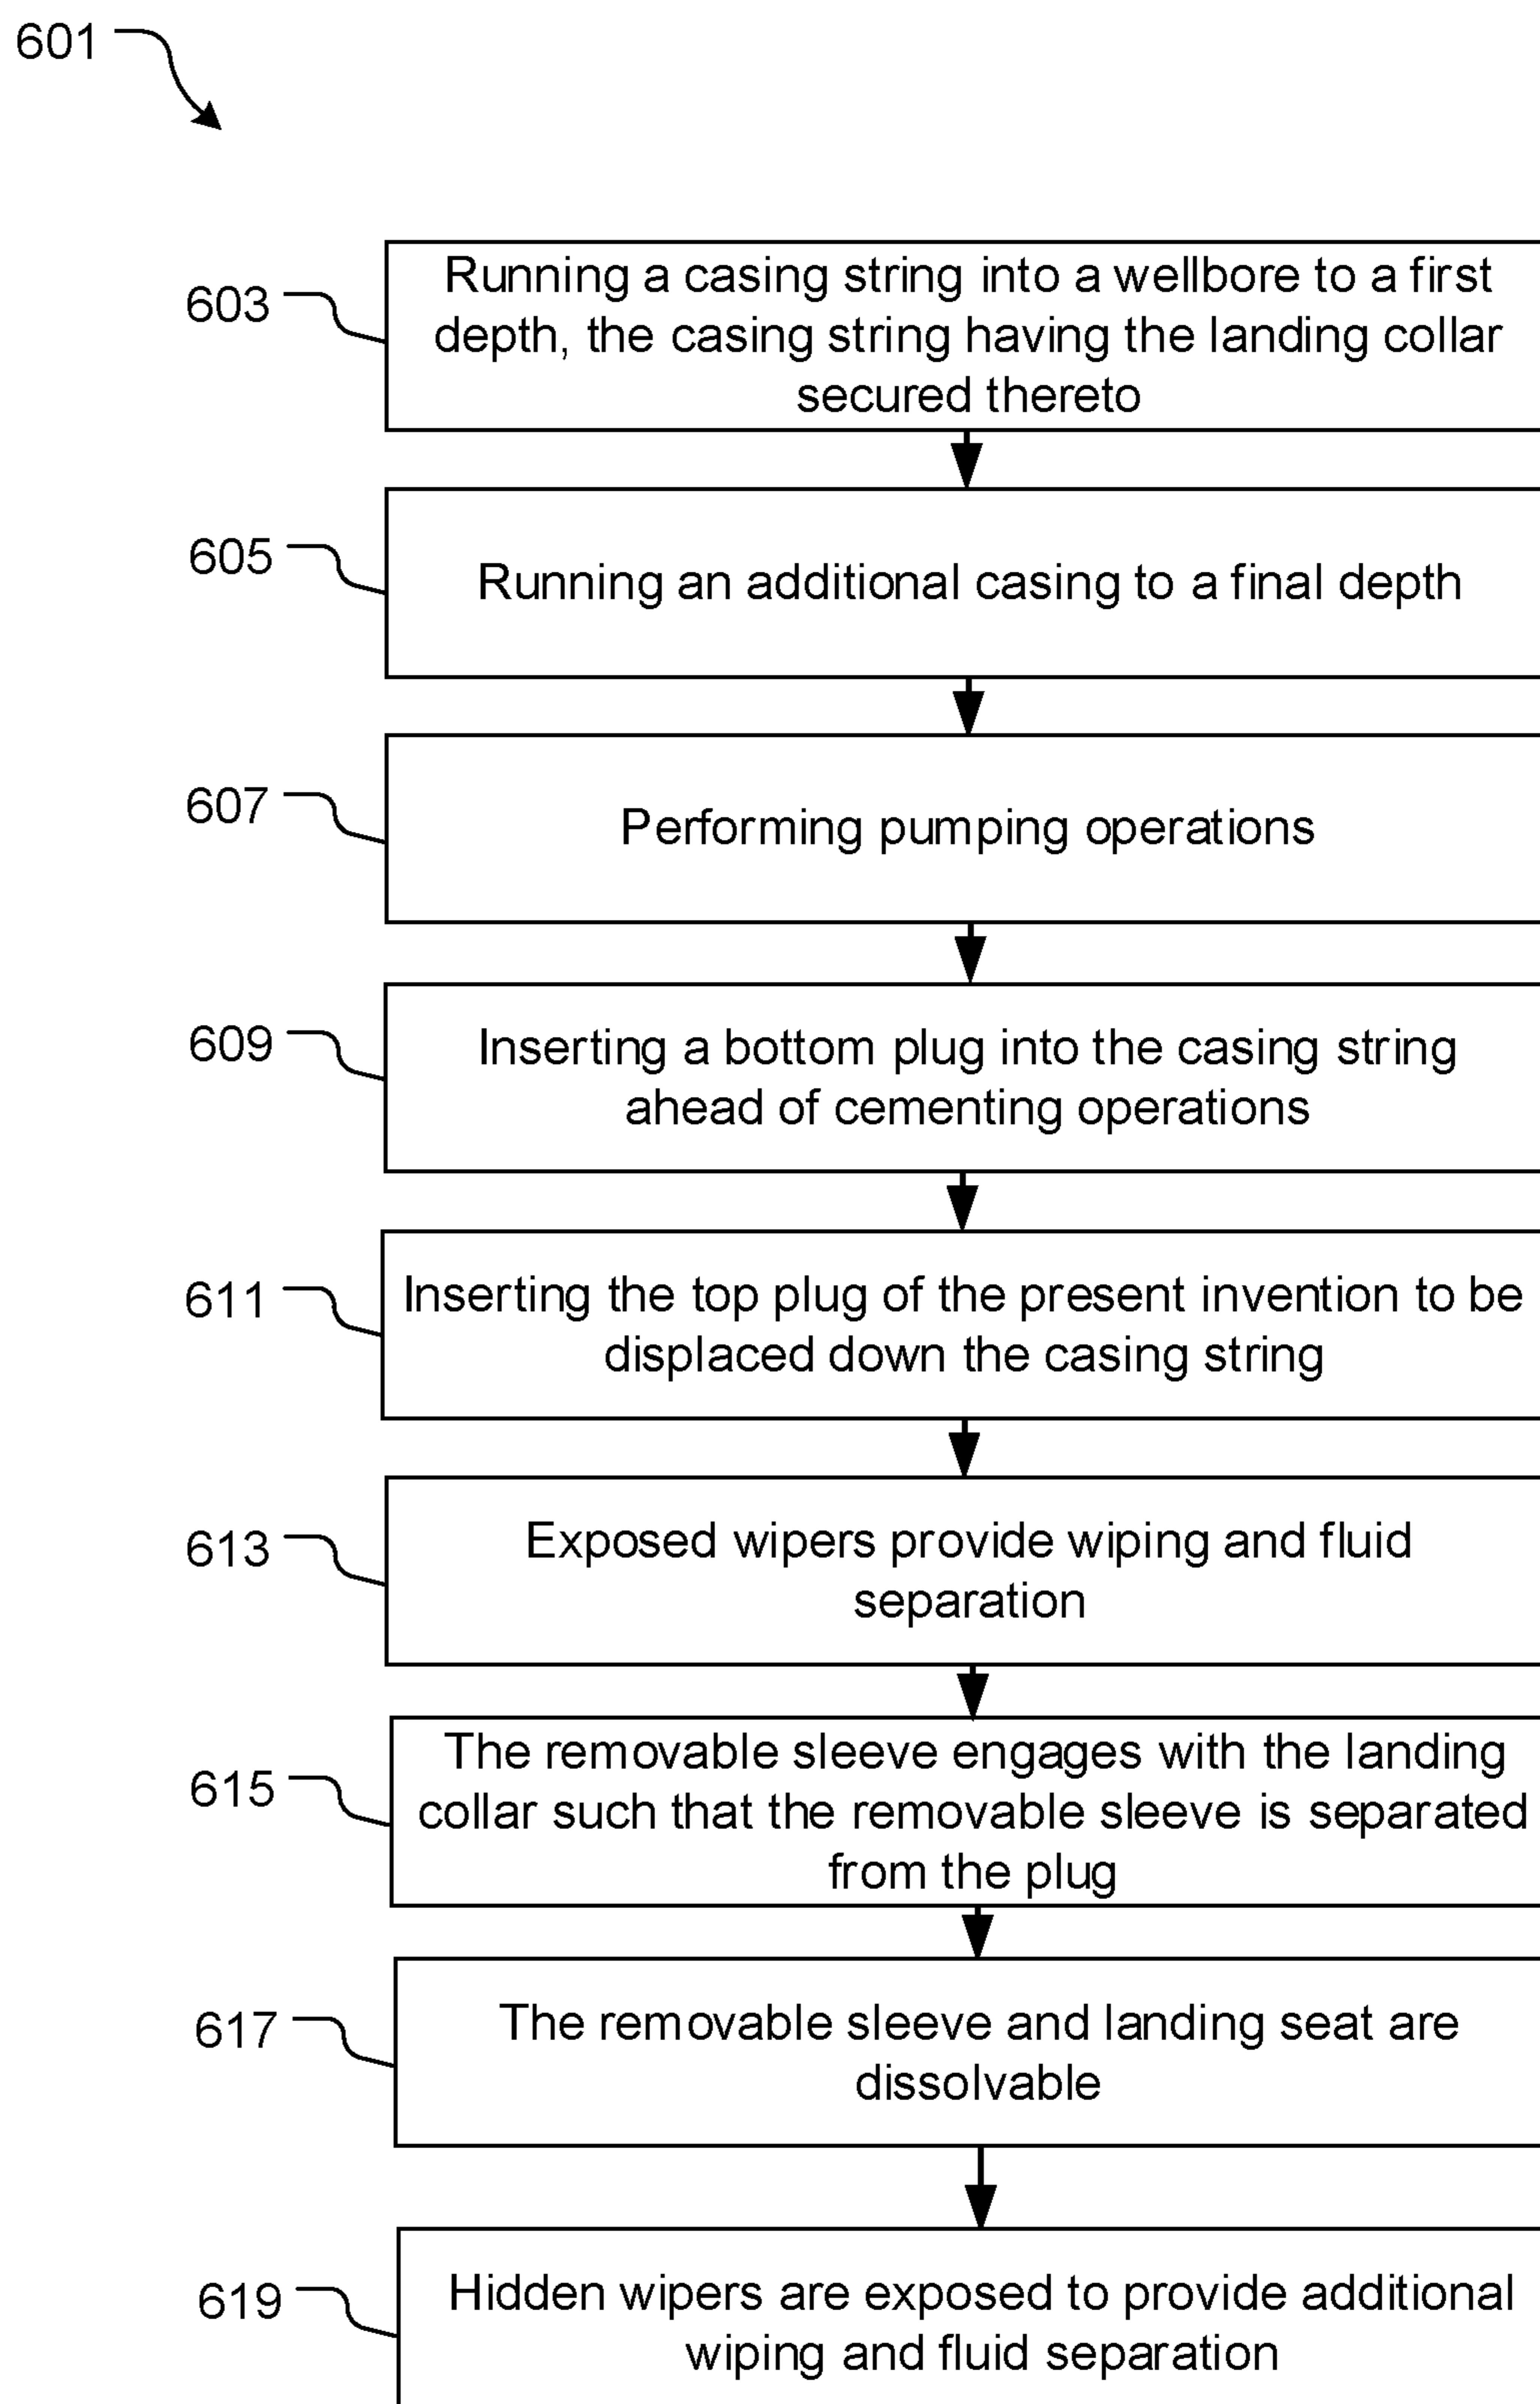 601
603
Running a casing string into a wellbore to a first
depth, the casing string having the landing collar
secured thereto
605
Running an additional casing to a final depth
607
Performing pumping operations
609
Inserting a bottom plug into the casing string
ahead of cementing operations
611
Inserting the top plug of the present invention to be
displaced down the casing string
613
Exposed wipers provide wiping and fluid
separation
615
The removable sleeve engages with the landing
collar such that the removable sleeve is separated
from the plug
617
The removable sleeve and landing seat are
dissolvable
619
Hidden wipers are exposed to provide additional
wiping and fluid separation